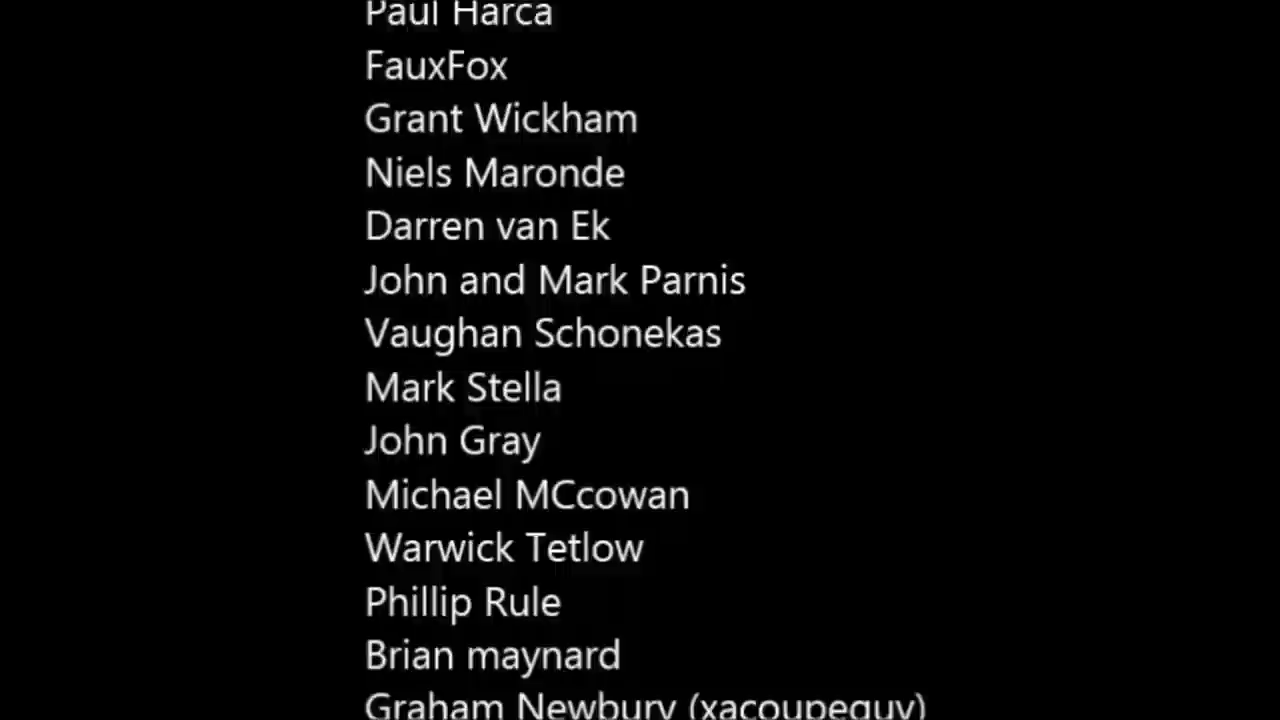 Paul Harca
FauxFox
Grant Wickham
Niels Maronde
Darren van Ek
John and Mark Parnis
Vaughan Schonekas
Mark Stella
John Gray
Michael MCcowan
Warwick Tetlow
Phillip Rule
Brian maynard
Graham Newbury (xacoupeguy)